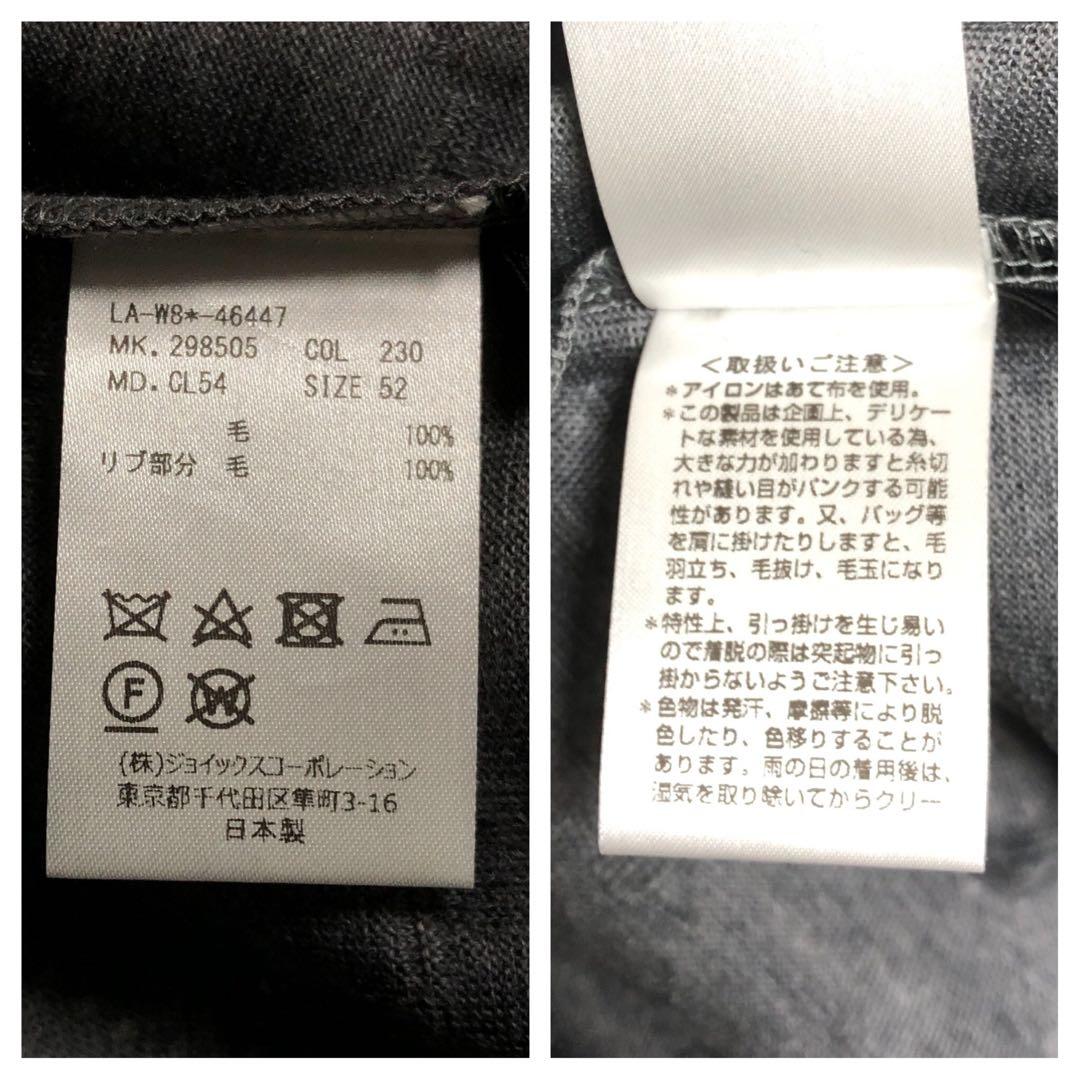 LA-W8*-46447
MK. 298505 COL 230
MD. CL54 SIZE 52
毛 100%
リブ部分 毛 100%
F W
(株)ジョイックスコーポレーション
東京都千代田区隼町3-16
日本製
＜取扱いご注意＞
*アイロンはあて布を使用。
*この製品は企画上、デリケー
トな素材を使用している為、
大きな力が加わりますと糸切
れや縫い目がパンクする可能
性があります。又、バッグ等
を肩に掛けたりしますと、毛
羽立ち、毛抜け、毛玉になり
ます。
*特性上、引っ掛けを生じ易い
ので着脱の際は突起物に引っ
掛からないようご注意下さい。
*色物は発汗、摩擦等により脱
色したり、色移りすることが
あります。雨の日の着用後は、
湿気を取り除いてからクリー